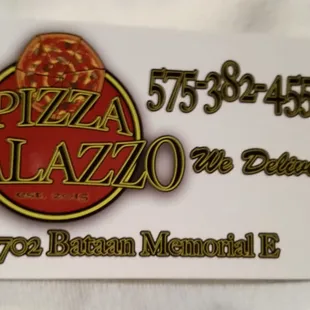 PIZZA
575-382-455
ALAZZO
We Deliv
702 Bataan Memorial E